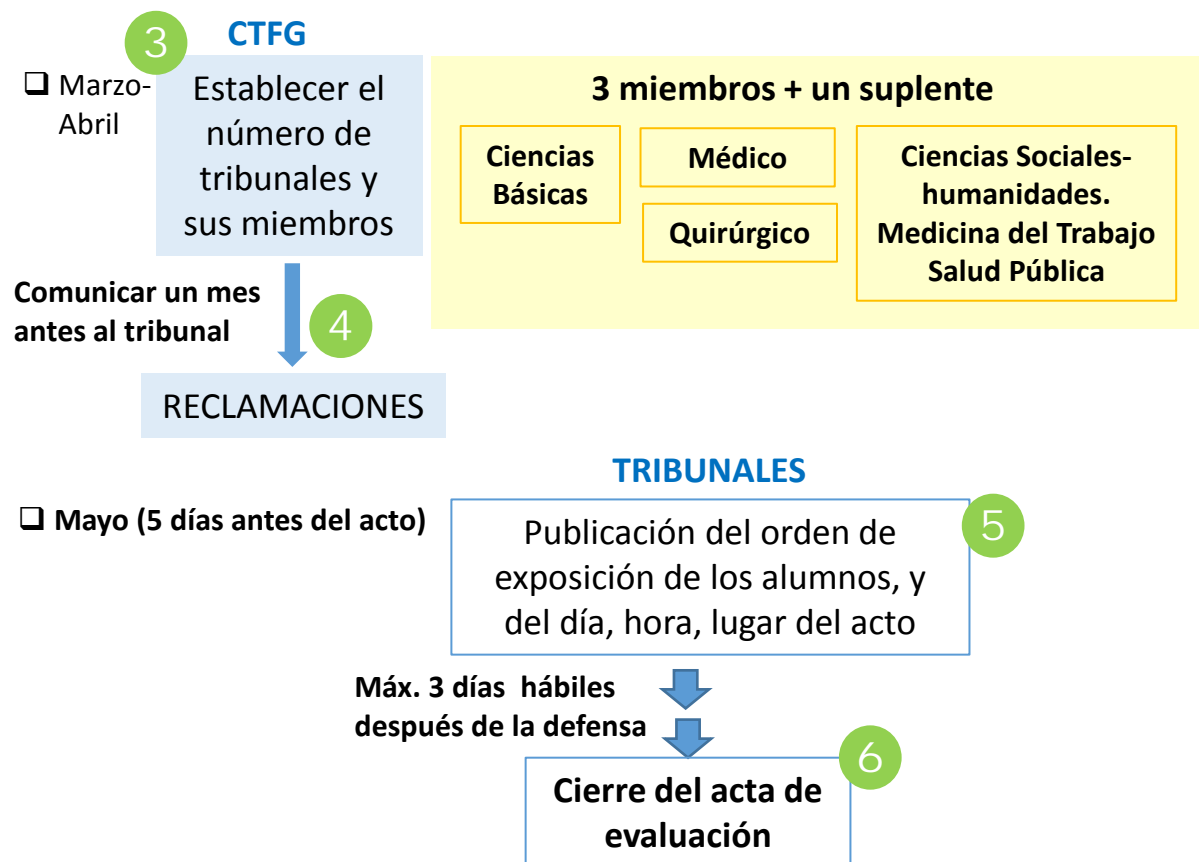 3
CTFG
❑ Marzo-
Abril
Establecer el
número de
tribunales y
sus miembros
3 miembros + un suplente
Ciencias
Básicas
Médico
Quirúrgico
Ciencias Sociales-
humanidades.
Medicina del Trabajo
Salud Pública
Comunicar un mes
antes al tribunal
4
RECLAMACIONES
TRIBUNALES
❑ Mayo (5 días antes del acto)
Publicación del orden de
exposición de los alumnos, y
del día, hora, lugar del acto
5
Máx. 3 días hábiles
después de la defensa
6
Cierre del acta de
evaluación